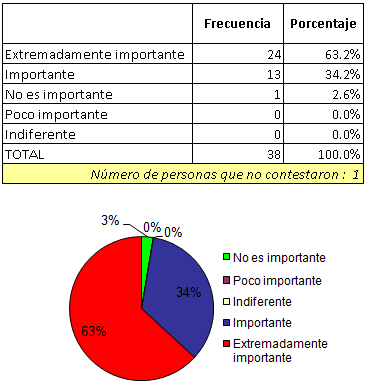 Frecuencia Porcentaje
Extremadamente importante 24 63.2%
Importante 13 34.2%
No es importante 1 2.6%
Poco importante 0 0.0%
Indiferente 0 0.0%
TOTAL 38 100.0%
Número de personas que no contestaron : 1
3% 0% 0%
34%
63%
No es importante
Poco importante
Indiferente
Importante
Extremadamente
importante